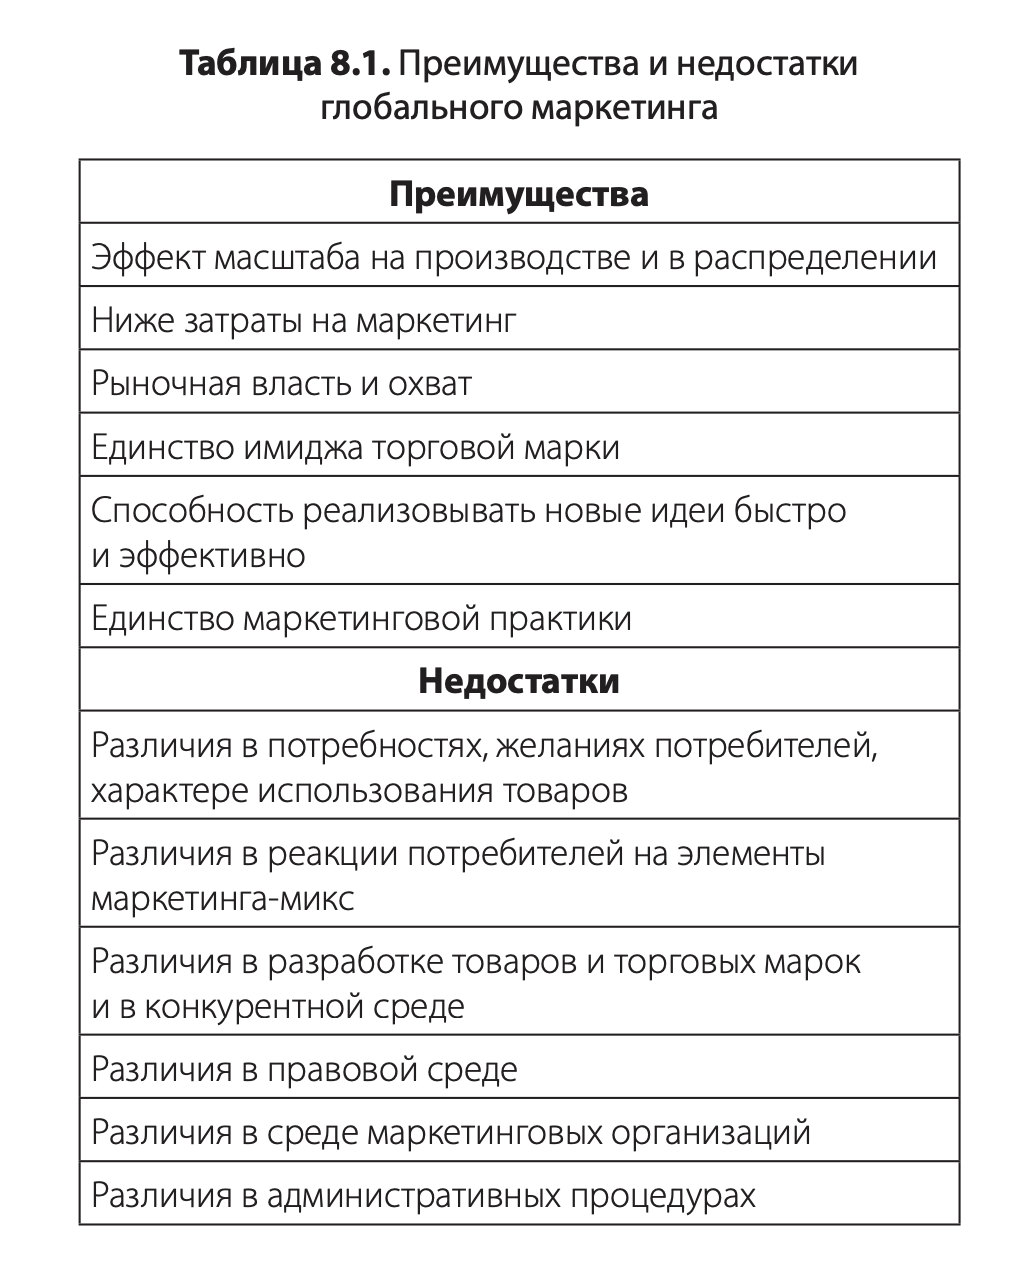 Таблица 8.1. Преимущества и недостатки
глобального маркетинга
Преимущества
Эффект масштаба на производстве и в распределении
Ниже затраты на маркетинг
Рыночная власть и охват
Единство имиджа торговой марки
Способность реализовывать новые идеи быстро
и эффективно
Единство маркетинговой практики
Недостатки
Различия в потребностях, желаниях потребителей,
характере использования товаров
Различия в реакции потребителей на элементы
маркетинга-микс
Различия в разработке товаров и торговых марок
и в конкурентной среде
Различия в правовой среде
Различия в среде маркетинговых организаций
Различия в административных процедурах